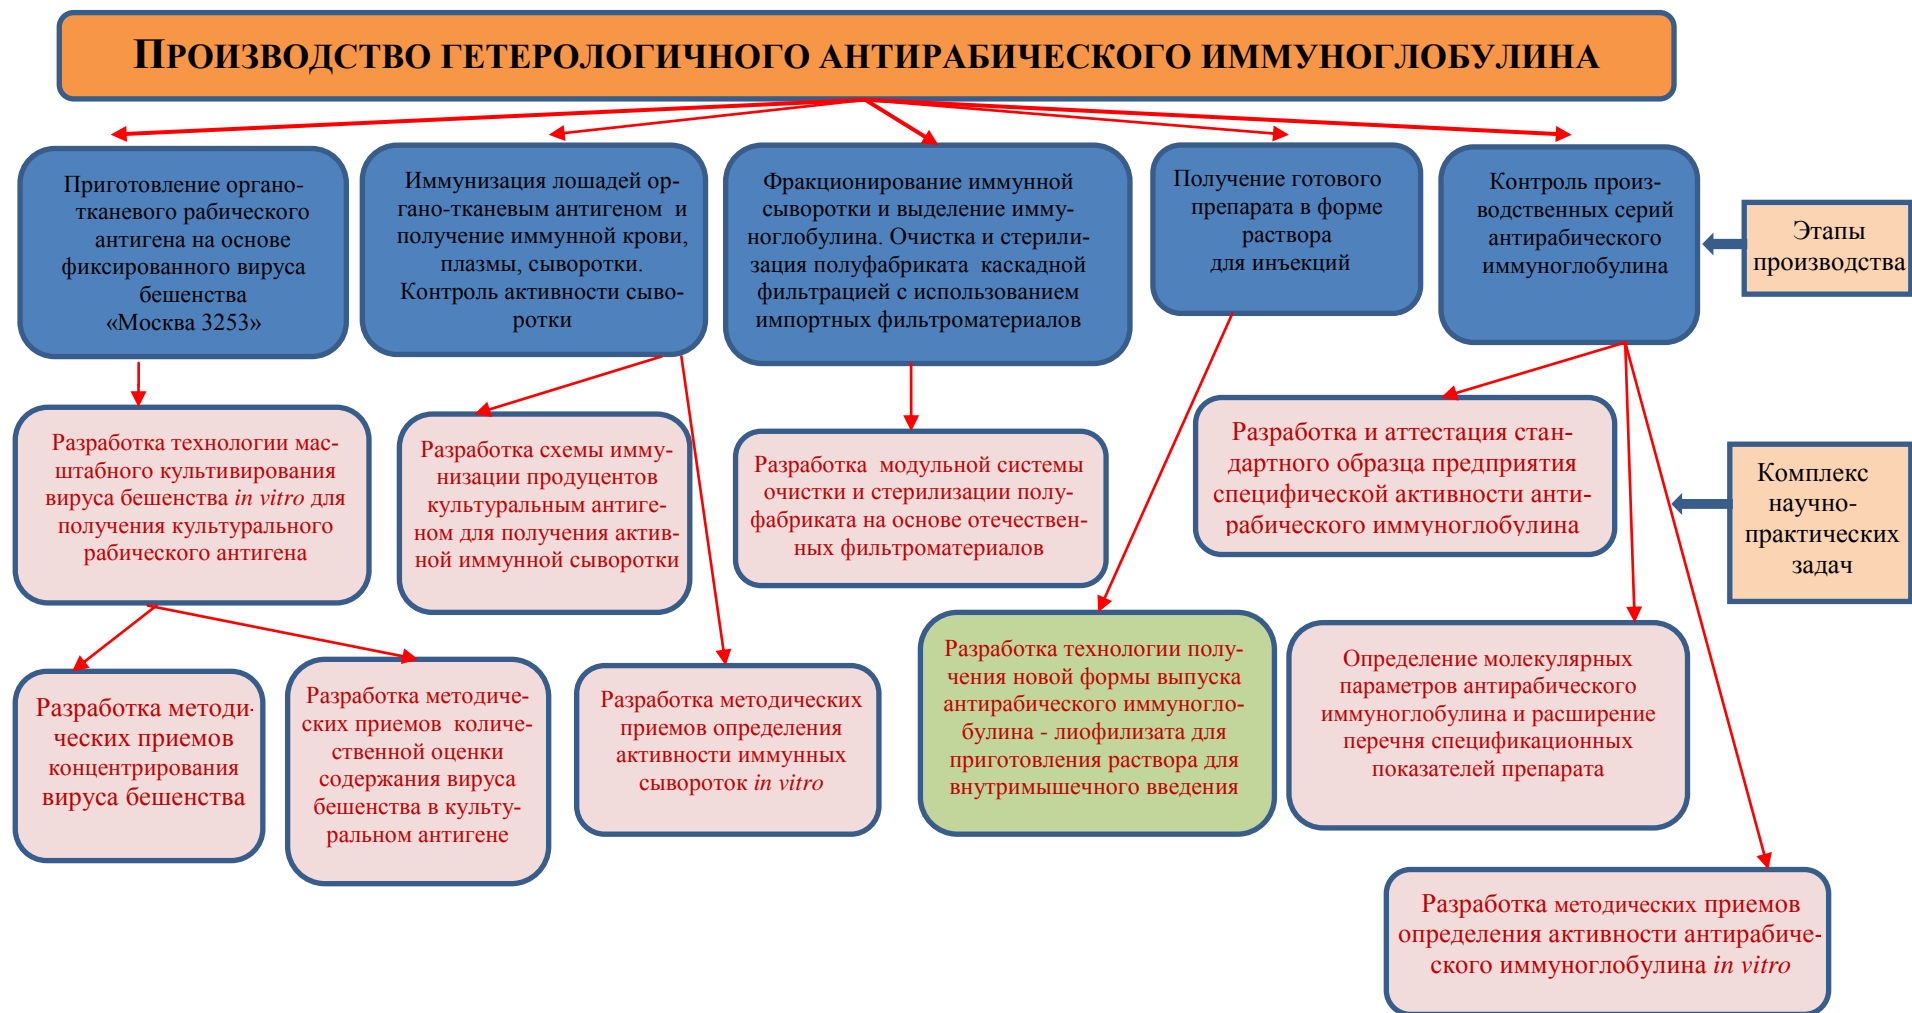 ПРОИЗВОДСТВО ГЕТЕРОЛОГИЧНОГО АНТИРАБИЧЕСКОГО ИММУНОГЛОБУЛИНА
Приготовление органо-
тканевого рабического
антигена на основе
фиксированного вируса
бешенства
«Москва 3253»
Иммунизация лошадей ор-
гано-тканевым антигеном и
получение иммунной крови,
плазмы, сыворотки.
Контроль активности сыво-
ротки
Фракционирование иммунной
сыворотки и выделение имму-
ноглобулина. Очистка и стерили-
зация полуфабриката каскадной
фильтрацией с использованием
импортных фильтроматериалов
Получение готового
препарата в форме
раствора
для инъекций
Контроль произ-
водственных серий
антирабического
иммуноглобулина
Этапы
производства
Разработка технологии мас-
штабного культивирования
вируса бешенства in vitro для
получения культурального
рабического антигена
Разработка схемы имму-
низации продуцентов
культуральным антиге-
ном для получения актив-
ной иммунной сыворотки
Разработка модульной системы
очистки и стерилизации полу-
фабриката на основе отечествен-
ных фильтроматериалов
Разработка и аттестация стан-
дартного образца предприятия
специфической активности анти-
рабического иммуноглобулина
Комплекс
научно-
практических
задач
Разработка методи-
ческих приемов
концентрирования
вируса бешенства
Разработка методиче-
ских приемов количе-
ственной оценки
содержания вируса
бешенства в культу-
ральном антигене
Разработка методических
приемов определения
активности иммунных
сывороток in vitro
Разработка технологии полу-
чения новой формы выпуска
антирабического иммуногло-
булина - лиофилизата для
приготовления раствора для
внутримышечного введения
Определение молекулярных
параметров антирабического
иммуноглобулина и расширение
перечня спецификационных
показателей препарата
Разработка методических приемов
определения активности антирабиче-
ского иммуноглобулина in vitro